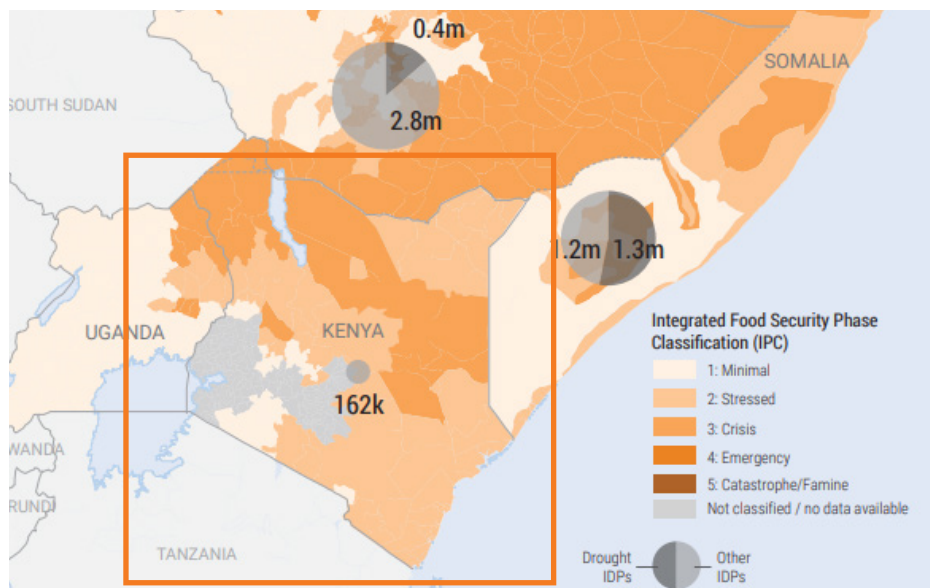 0.4m
SOMALIA
SOUTH SUDAN
2.8m
1.2m 1.3m
UGANDA
KENYA
162k
WANDA
RUNDI
TANZANIA
Integrated Food Security Phase
Classification (IPC)
1: Minimal
2: Stressed
3: Crisis
4: Emergency
5: Catastrophe/Famine
Not classified / no data available
Drought
IDPs
Other
IDPs